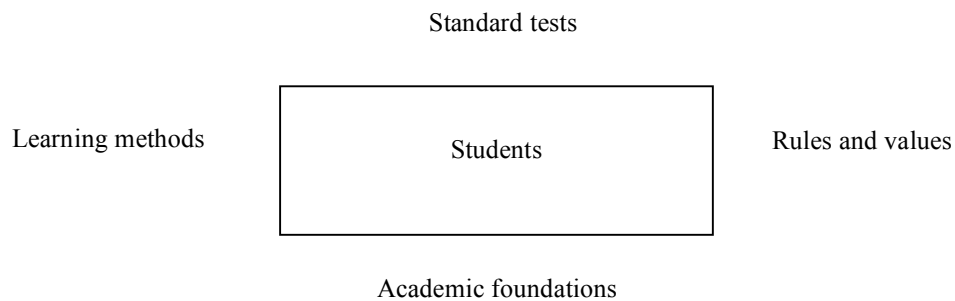 Standard tests
Learning methods
Students
Rules and values
Academic foundations